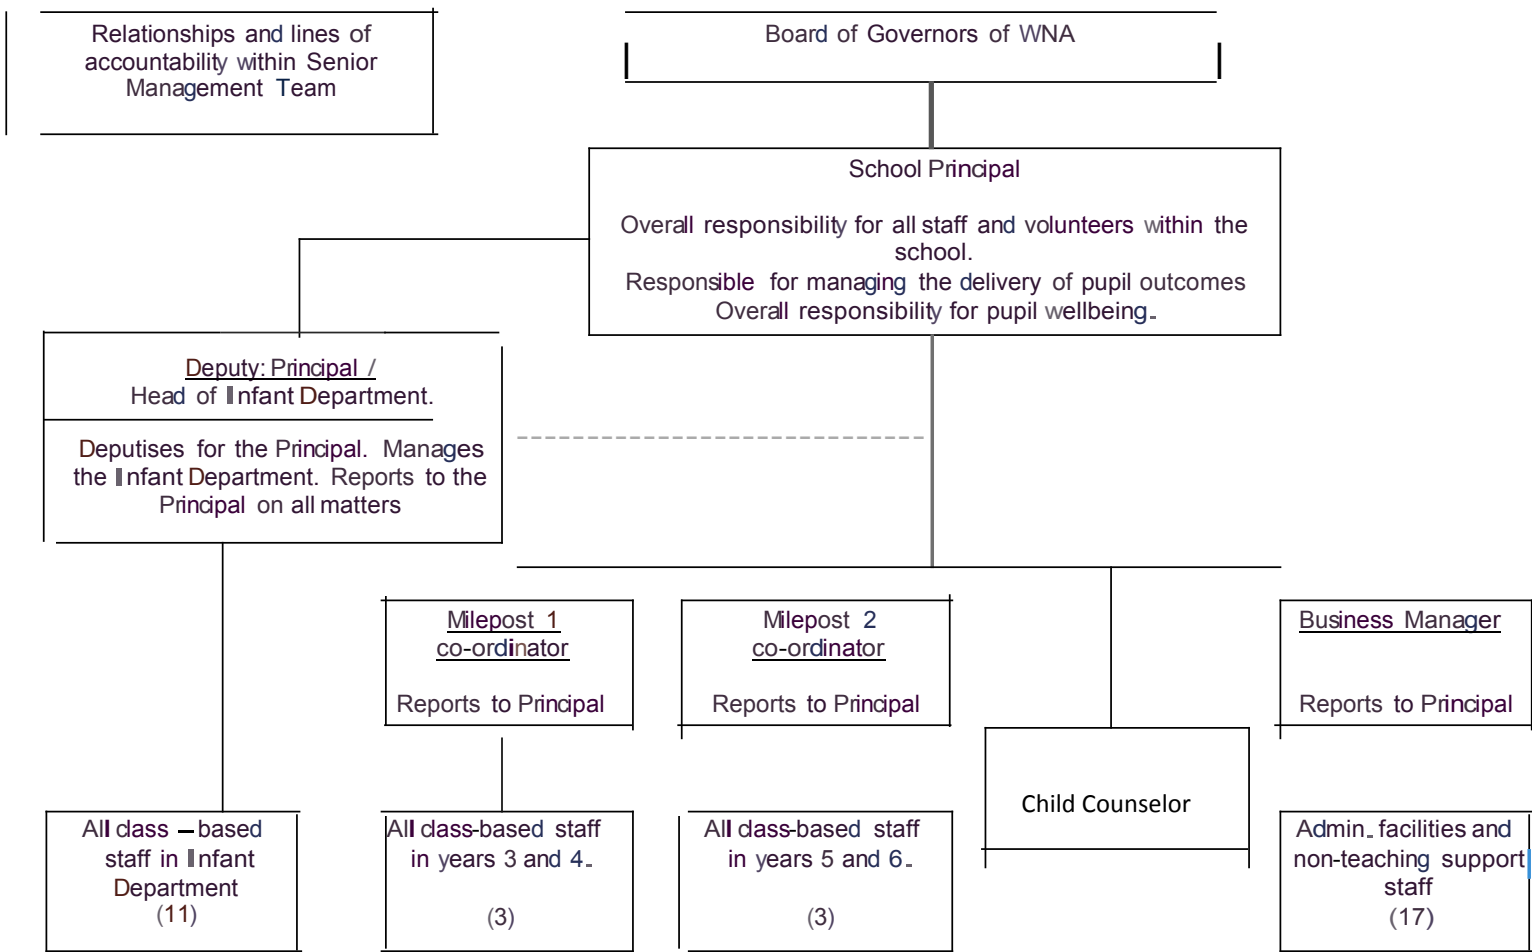 Relationships and lines of
accountability within Senior
Management Team
Board of Governors of WNA
School Principal
Overall responsibility for all staff and volunteers within the
school.
Responsible for managing the delivery of pupil outcomes
Overall responsibility for pupil wellbeing.
Deputy: Principal /
Head of Infant Department.
Deputises for the Principal. Manages
the Infant Department. Reports to the
Principal on all matters
Milepost 1
co-ordinator
Reports to Principal
Milepost 2
co-ordinator
Reports to Principal
Business Manager
Reports to Principal
Child Counselor
All class – based
staff in Infant
Department
(11)
All class-based staff
in years 3 and 4.
(3)
All class-based staff
in years 5 and 6.
(3)
Admin. facilities and
non-teaching support
staff
(17)